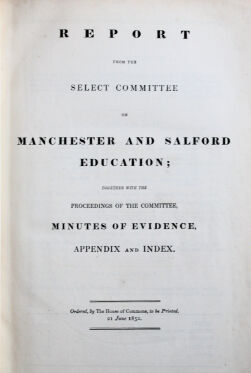 REPORT
FROM THE
SELECT COMMITTEE
ON
MANCHESTER AND SALFORD
EDUCATION;
TOGETHER WITH THE
PROCEEDINGS OF THE COMMITTEE,
MINUTES OF EVIDENCE,
APPENDIX AND INDEX.
Ordered, by The House of Commons, to be Printed,
21 June 1852.